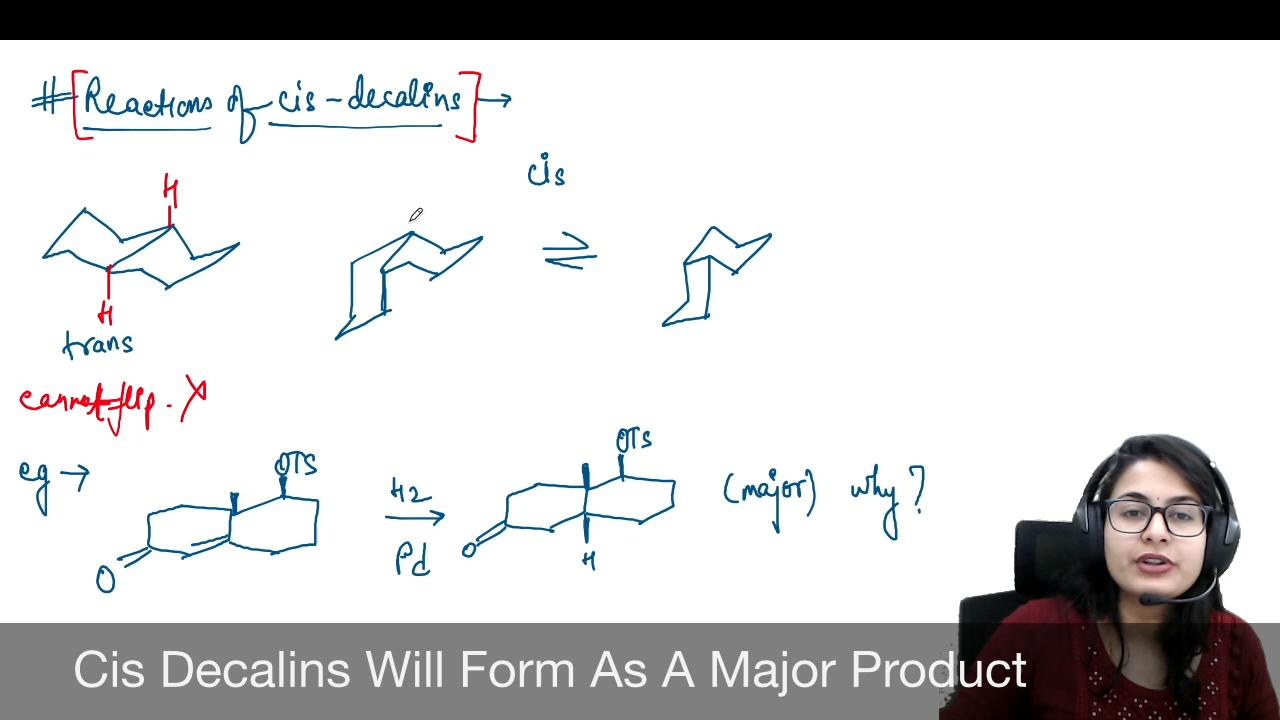 # [Reactions of cis-decalins] →
cis
H
H
trans
cannot flip.
eg →
OTS
O
H2
Pd
OTS
O
H
(major) why?
Cis Decalins Will Form As A Major Product